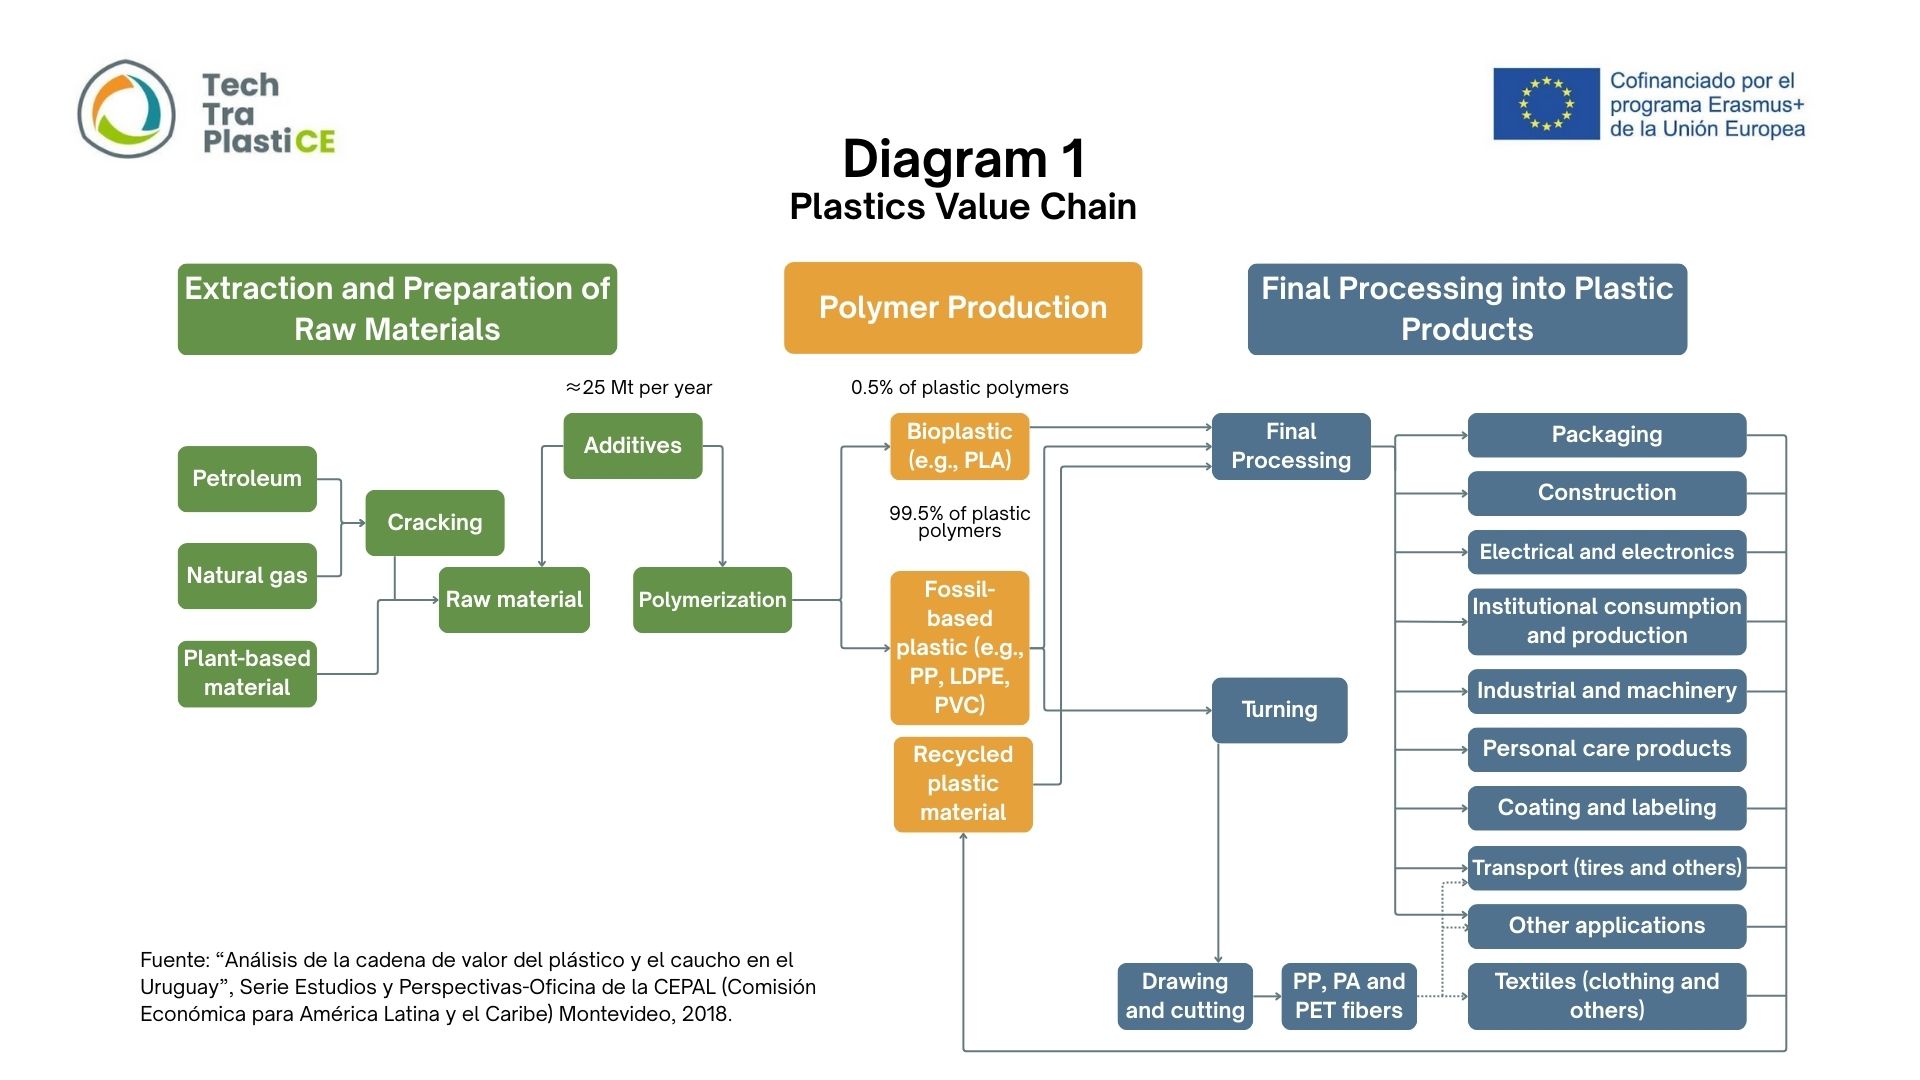 Tech
Tra
PlastiCE
Cofinanciado por el
programa Erasmus+
de la Unión Europea
Diagram 1
Plastics Value Chain
Extraction and Preparation of
Raw Materials
Polymer Production
Final Processing into Plastic
Products
≈25 Mt per year
0.5% of plastic polymers
Petroleum
Natural gas
Plant-based
material
Cracking
Additives
Raw material
Polymerization
Bioplastic
(e.g., PLA)
99.5% of plastic
polymers
Fossil-
based
plastic (e.g.,
PP, LDPE,
PVC)
Recycled
plastic
material
Final
Processing
Turning
Drawing
and cutting
PP, PA and
PET fibers
Packaging
Construction
Electrical and electronics
Institutional consumption
and production
Industrial and machinery
Personal care products
Coating and labeling
Transport (tires and others)
Other applications
Textiles (clothing and
others)
Fuente: “Análisis de la cadena de valor del plástico y el caucho en el
Uruguay”, Serie Estudios y Perspectivas-Oficina de la CEPAL (Comisión
Económica para América Latina y el Caribe) Montevideo, 2018.